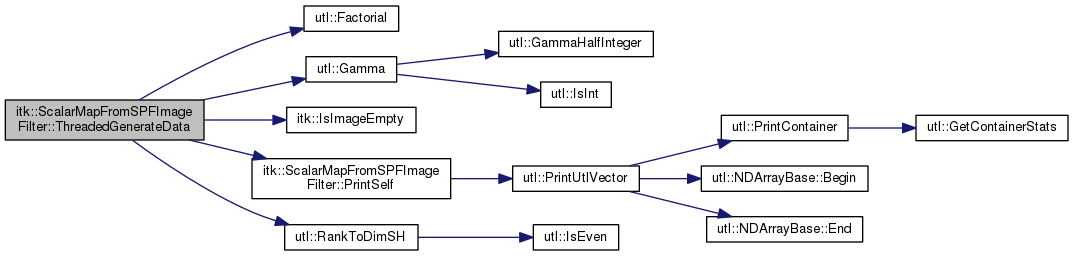 itk::ScalarMapFromSPFImage
Filter::ThreadedGenerateData
utl::Factorial
utl::Gamma
utl::GammaHalfInteger
utl::IsInt
itk::IsImageEmpty
itk::ScalarMapFromSPFImage
Filter::PrintSelf
utl::PrintUtlVector
utl::PrintContainer
utl::GetContainerStats
utl::NDArrayBase::Begin
utl::NDArrayBase::End
utl::RankToDimSH
utl::IsEven